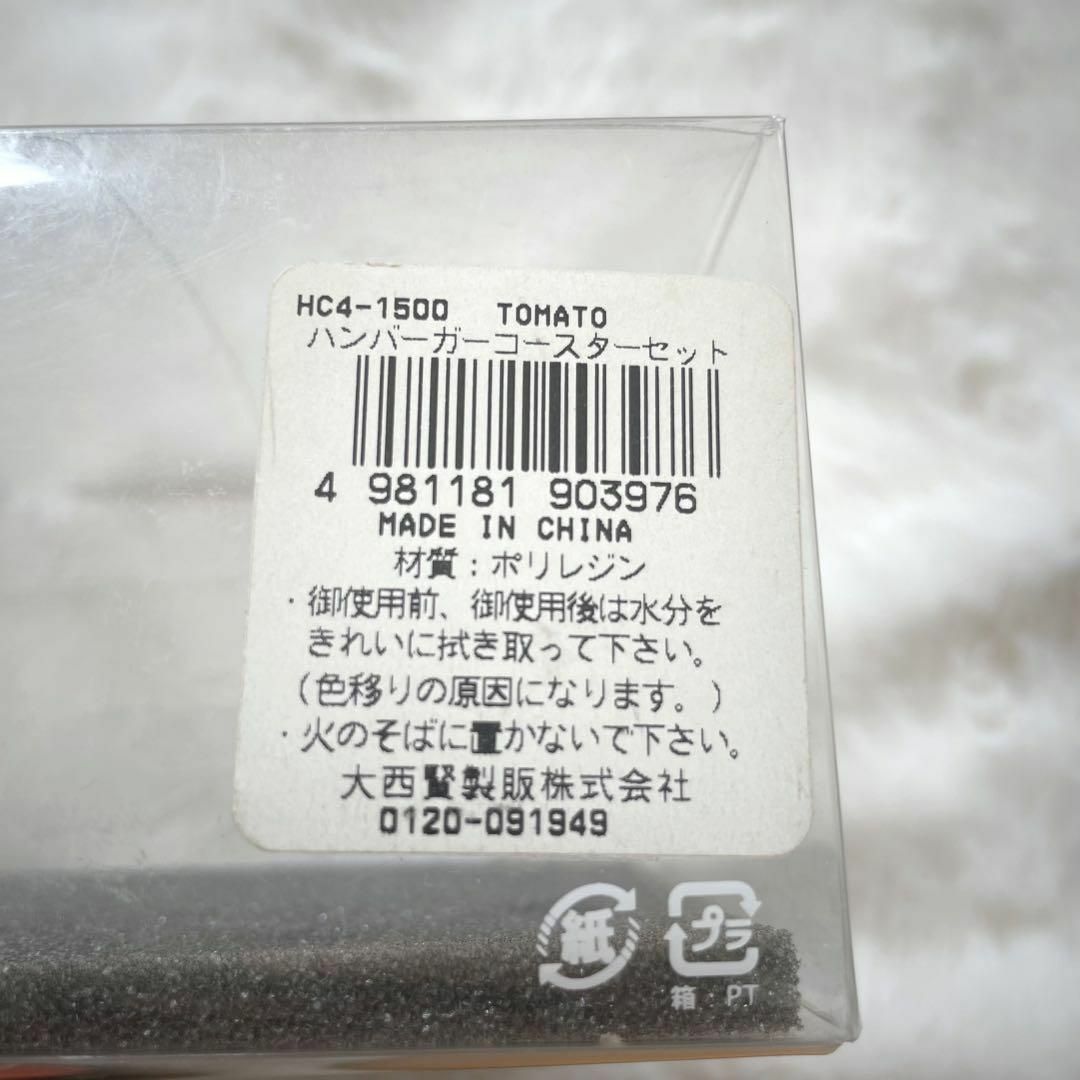 HC4-1500 TOMATO
ハンバーガーコースターセット
4 981181 903976
MADE IN CHINA
材質:ポリレジン
・御使用前、御使用後は水分を
きれいに拭き取って下さい。
(色移りの原因になります。)
・火のそばに置かないで下さい。
大西賢製販株式会社
0120-091949
紙 プラ
箱:PT